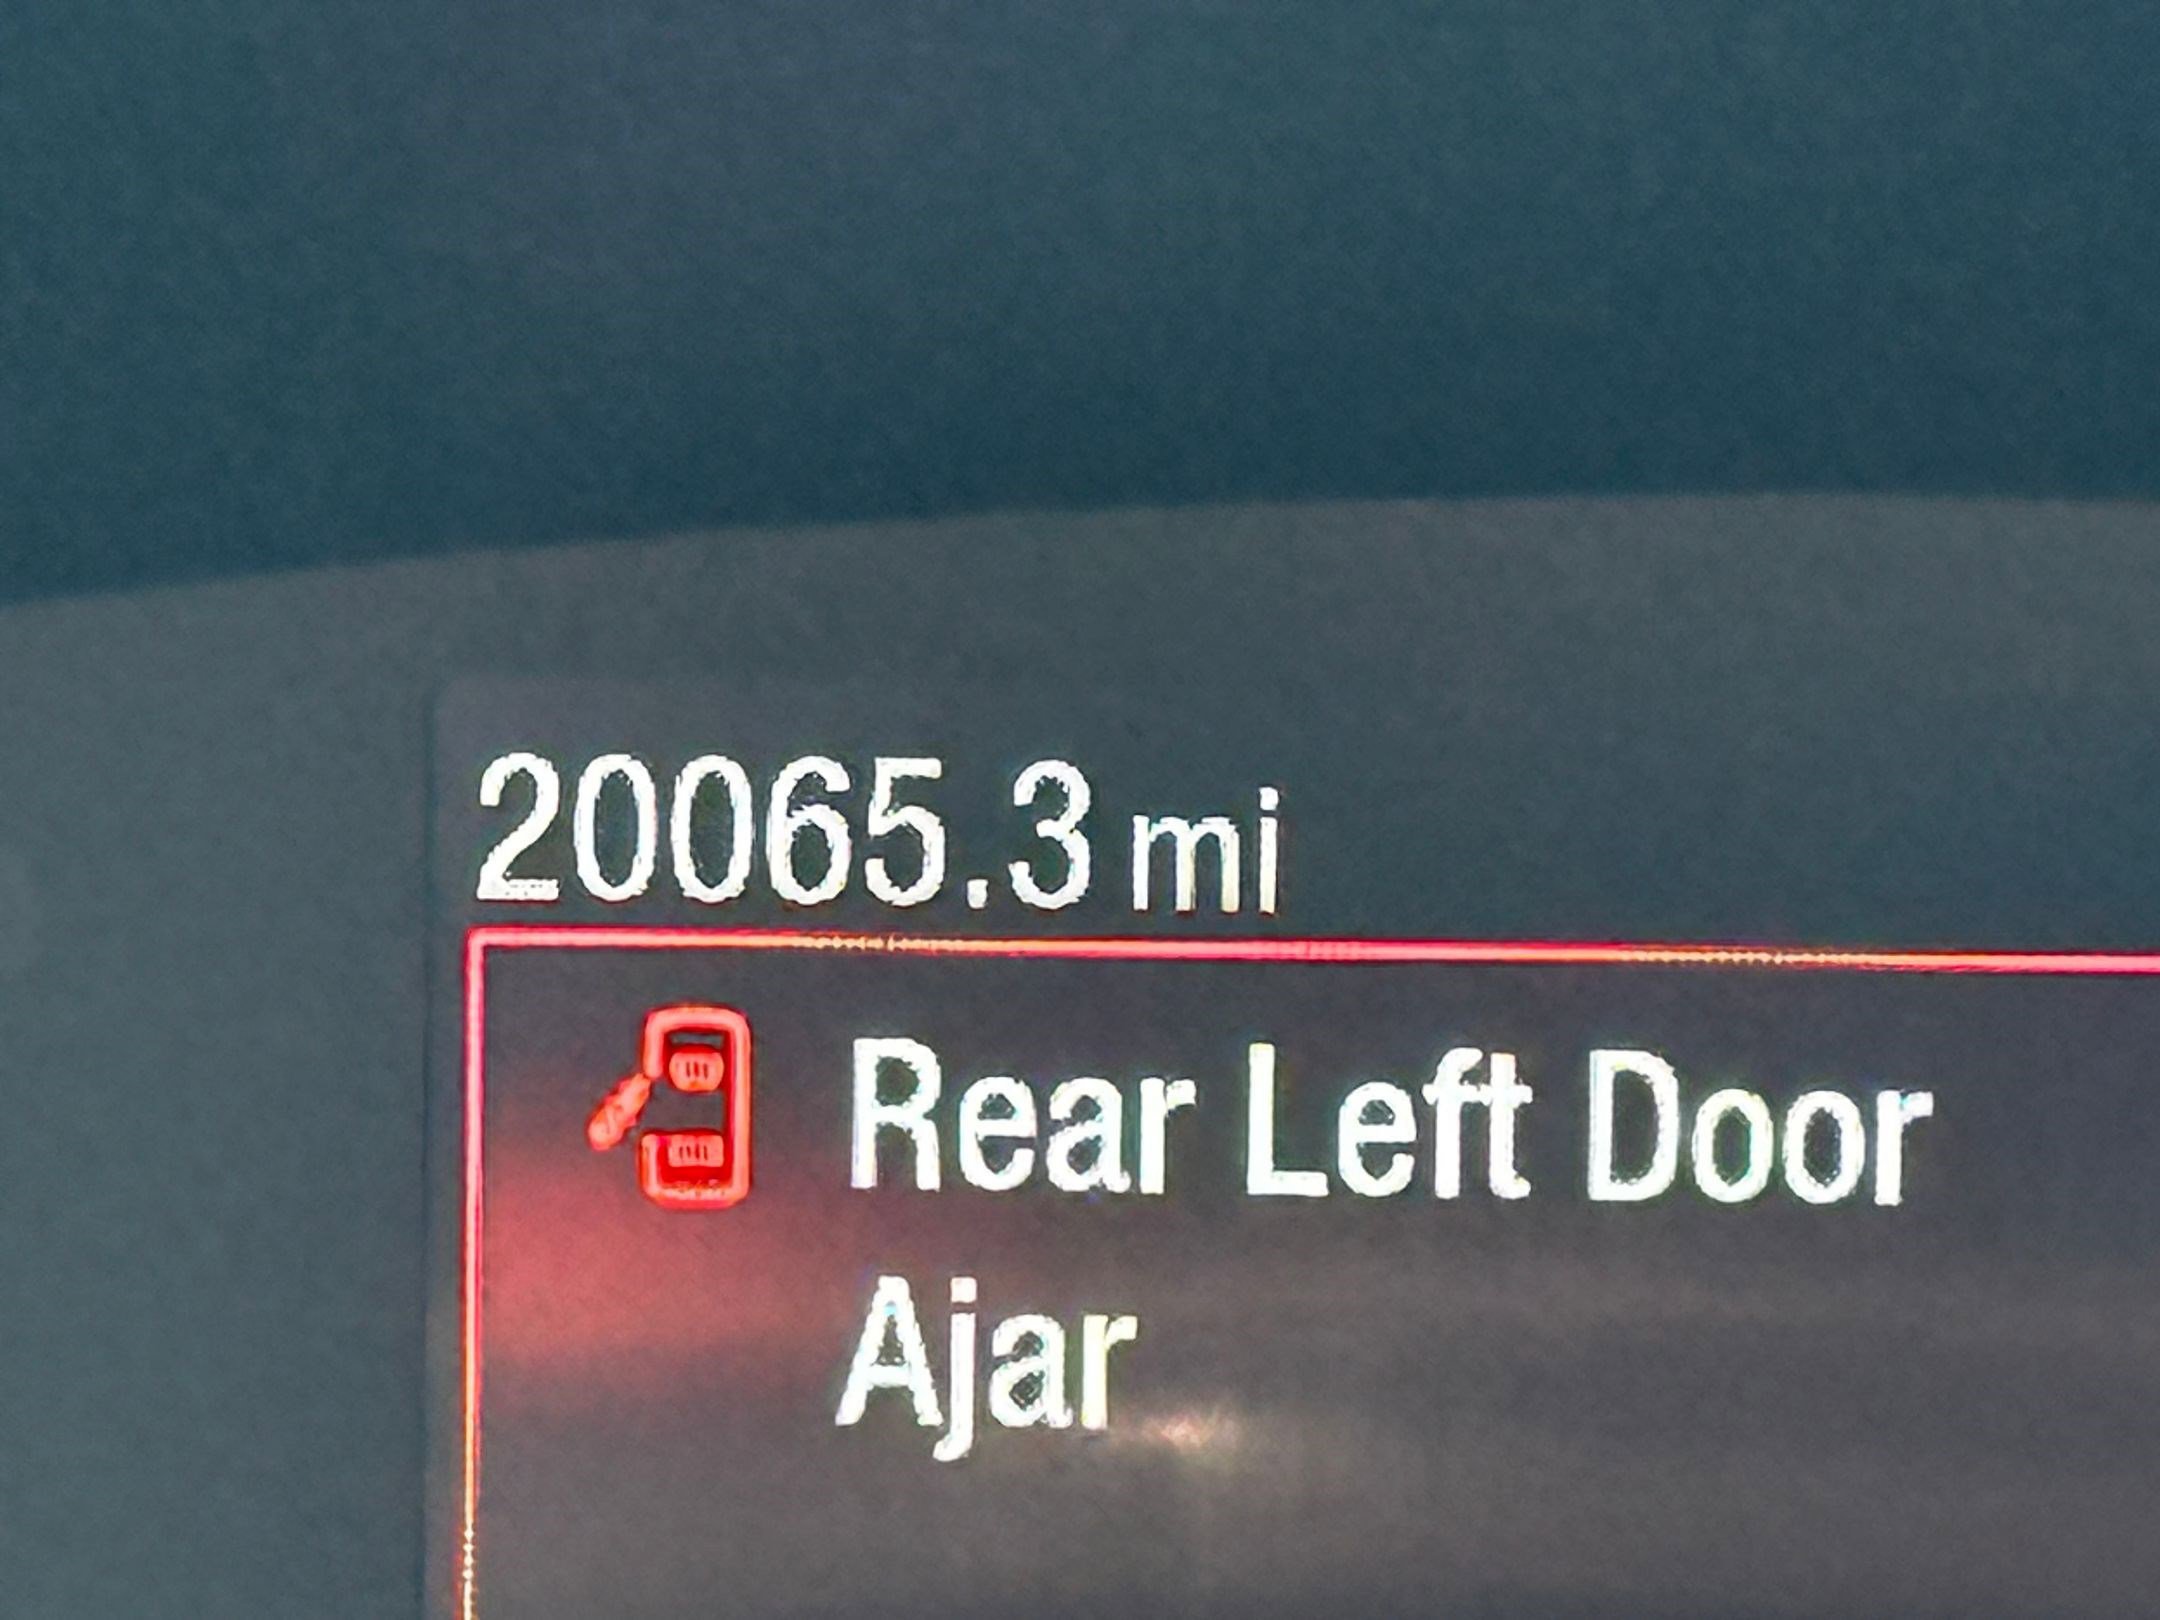 20065.3 mi
Rear Left Door
Ajar